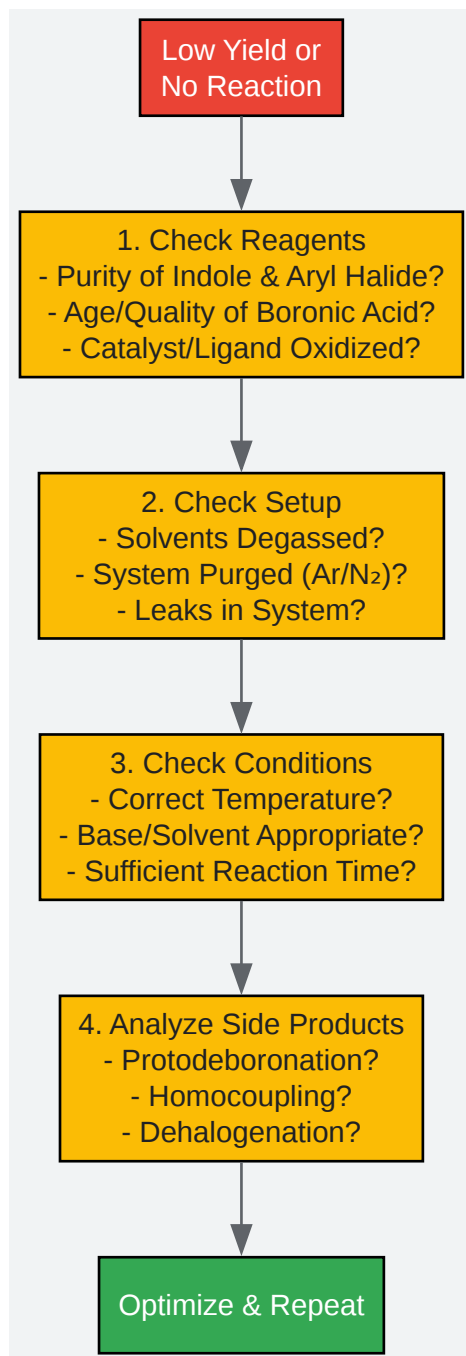 Low Yield or
No Reaction
1. Check Reagents
- Purity of Indole & Aryl Halide?
- Age/Quality of Boronic Acid?
- Catalyst/Ligand Oxidized?
2. Check Setup
- Solvents Degassed?
- System Purged (Ar/N₂)?
- Leaks in System?
3. Check Conditions
- Correct Temperature?
- Base/Solvent Appropriate?
- Sufficient Reaction Time?
4. Analyze Side Products
- Protodeboronation?
- Homocoupling?
- Dehalogenation?
Optimize & Repeat